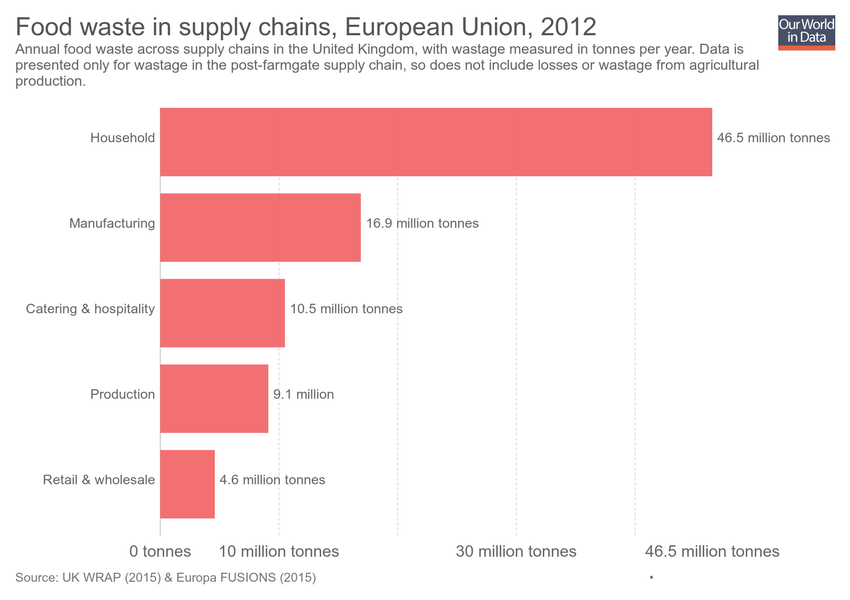 Food waste in supply chains, European Union, 2012
Our World
in Data
Annual food waste across supply chains in the United Kingdom, with wastage measured in tonnes per year. Data is
presented only for wastage in the post-farmgate supply chain, so does not include losses or wastage from agricultural
production.
Household
46.5 million tonnes
Manufacturing
16.9 million tonnes
Catering & hospitality
10.5 million tonnes
Production
9.1 million
Retail & wholesale
4.6 million tonnes
0 tonnes
10 million tonnes
30 million tonnes
46.5 million tonnes
Source: UK WRAP (2015) & Europa FUSIONS (2015)
•